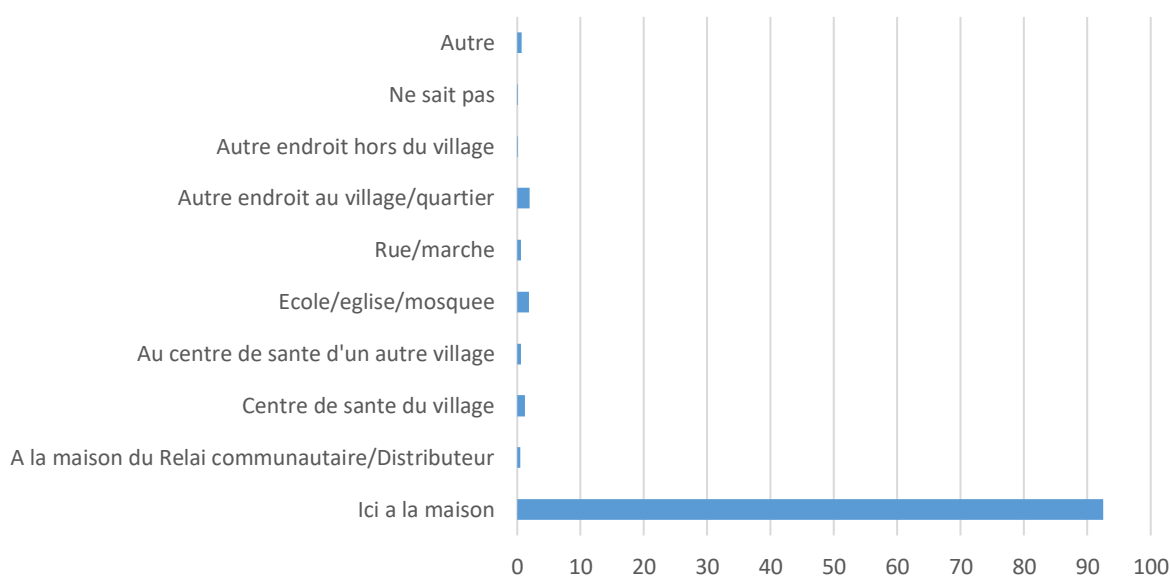 Autre
Ne sait pas
Autre endroit hors du village
Autre endroit au village/quartier
Rue/marche
Ecole/eglise/mosquee
Au centre de sante d'un autre village
Centre de sante du village
A la maison du Relai communautaire/Distributeur
Ici a la maison
0 10 20 30 40 50 60 70 80 90 100